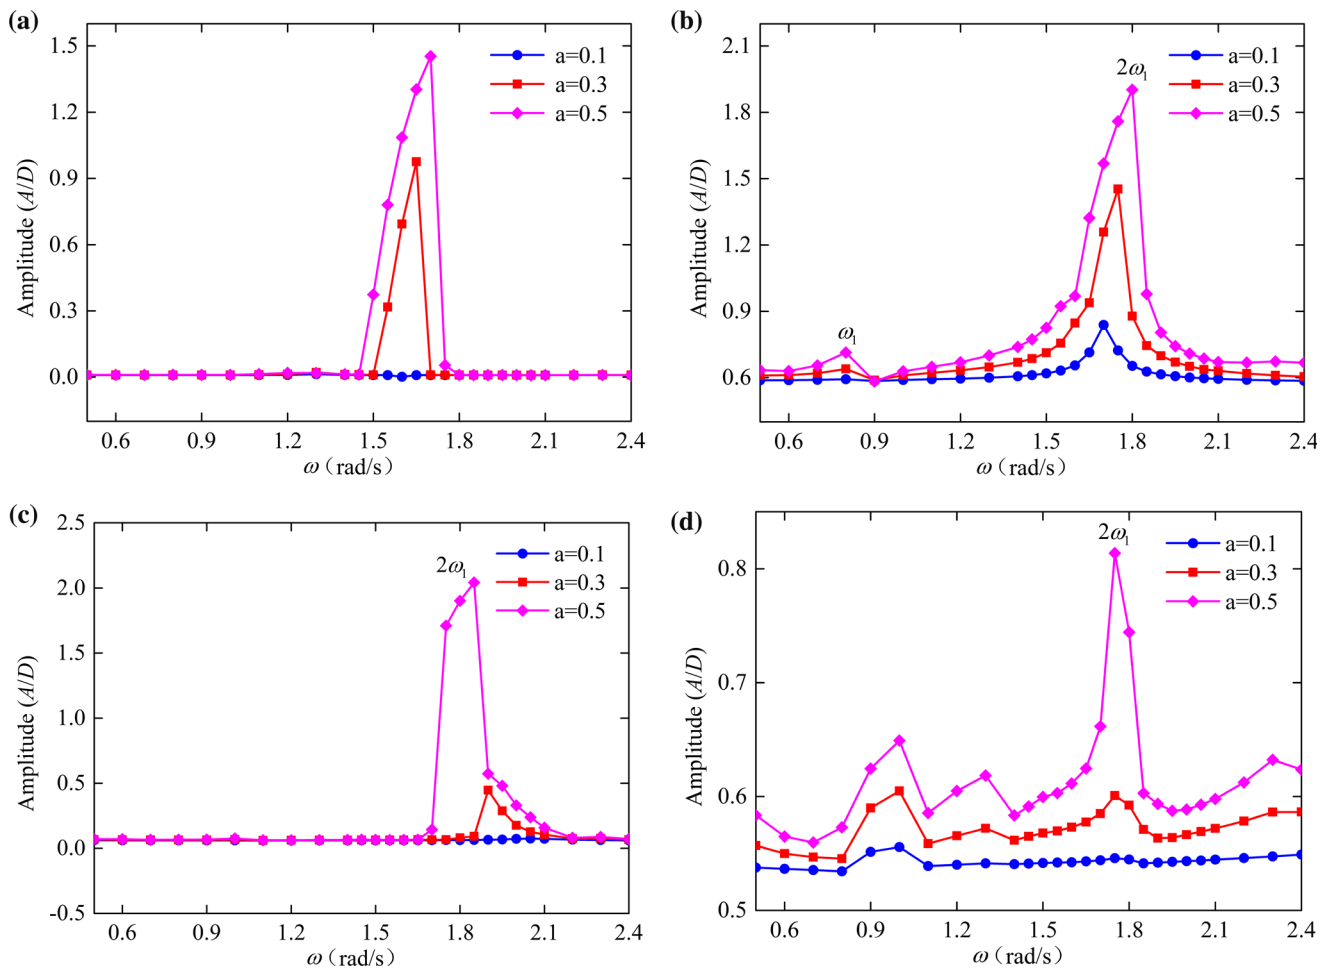 (a)
1.5
1.2
0.9
0.6
0.3
0.0
Amplitude (A/D)
a=0.1
a=0.3
a=0.5
0.6 0.9 1.2 1.5 1.8 2.1 2.4
ω (rad/s)
(b)
2.1
1.8
1.5
1.2
0.9
0.6
Amplitude (A/D)
2ω₁
ω₁
a=0.1
a=0.3
a=0.5
0.6 0.9 1.2 1.5 1.8 2.1 2.4
ω (rad/s)
(c)
2.5
2.0
1.5
1.0
0.5
0.0
-0.5
Amplitude (A/D)
2ω₁
a=0.1
a=0.3
a=0.5
0.6 0.9 1.2 1.5 1.8 2.1 2.4
ω (rad/s)
(d)
0.8
0.7
0.6
0.5
Amplitude (A/D)
2ω₁
a=0.1
a=0.3
a=0.5
0.6 0.9 1.2 1.5 1.8 2.1 2.4
ω (rad/s)